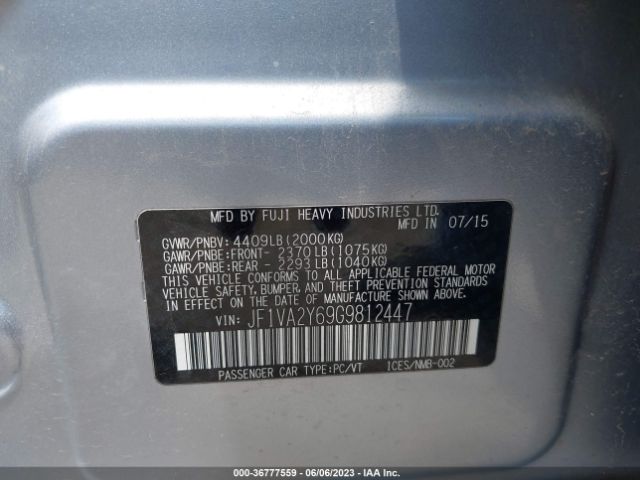 MFD BY FUJI HEAVY INDUSTRIES LTD.
MFD IN 07/15
GVWR/PNBV: 4409LB(2000KG)
GAWR/PNBE:FRONT- 2370LB(1075KG)
GAWR/PNBE:REAR - 2293LB(1040KG)
THIS VEHICLE CONFORMS TO ALL APPLICABLE FEDERAL MOTOR
VEHICLE SAFETY, BUMPER, AND THEFT PREVENTION STANDARDS
IN EFFECT ON THE DATE OF MANUFACTURE SHOWN ABOVE.
VIN: JF1VA2Y69G9812447
PASSENGER CAR TYPE:PC/VT ICES/NMB-002
000-36777559 - 06/06/2023 - IAA Inc.